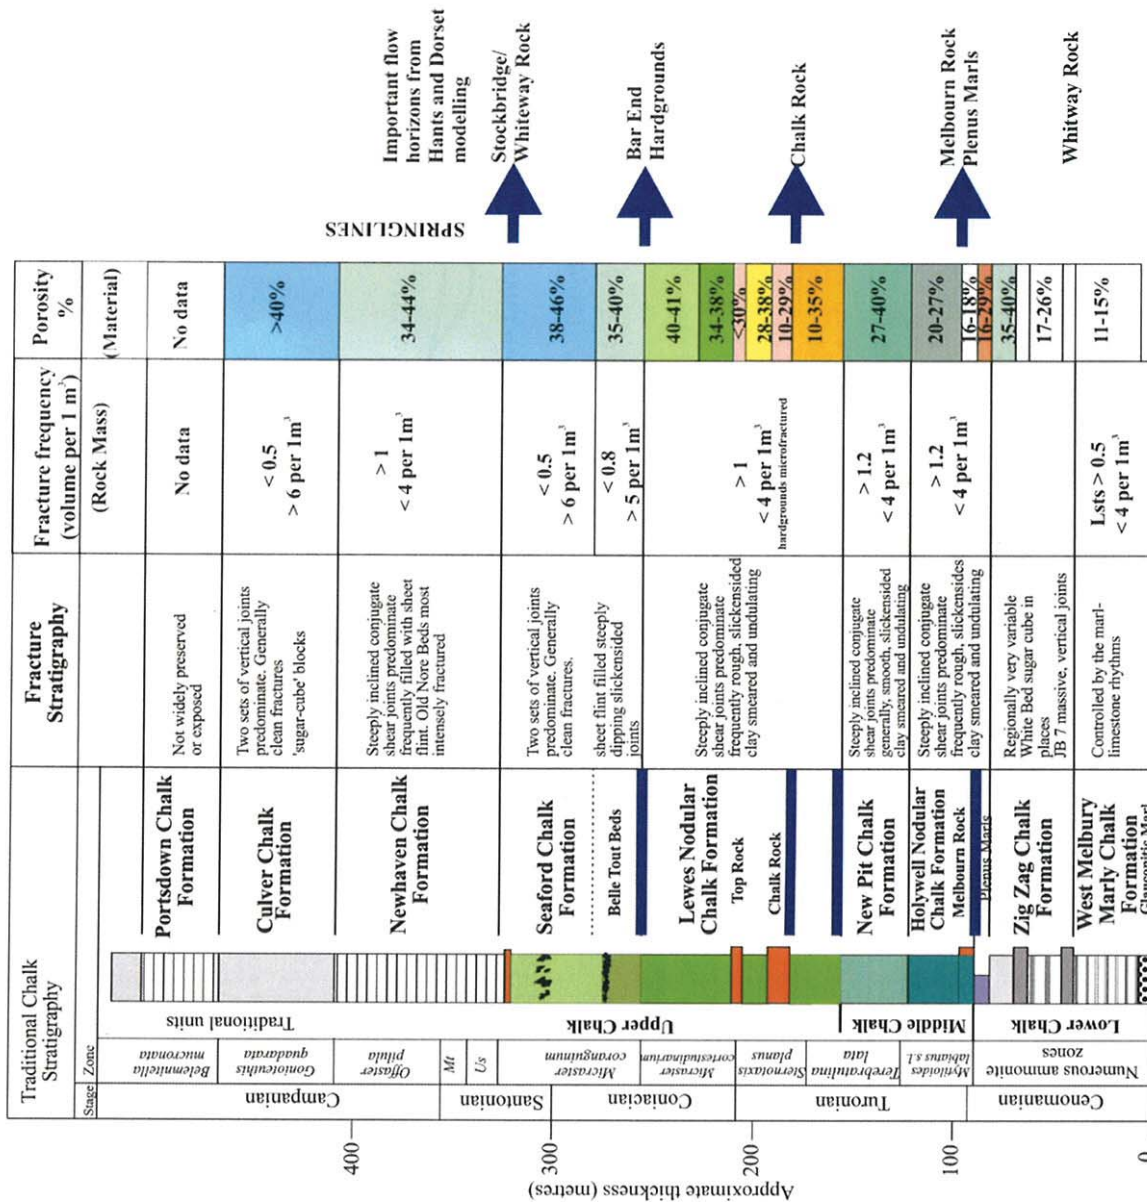 Traditional Chalk
Stratigraphy
Fracture
Stratigraphy
Fracture frequency
(volume per 1 m³)
Porosity
%
Stage
Zone
(Rock Mass)
(Material)
Important flow
horizons from
Hants and Dorset
modelling
SPRINGLINES
Stockbridge/
Whiteway Rock
Bar End
Hardgrounds
Chalk Rock
Melbourn Rock
Plenus Marls
Whitway Rock
Approximate thickness (metres)
400
300
200
100
0
Campanian
Santonian
Coniacian
Turonian
Cenomanian
Belemnitella
mucronata
Gonioteuthis
quadrata
Offaster
pilula
Mt
Us
Micraster
coranguinum
Micraster
cortestudinarium
Sternotaxis
planus
Terebratulina
lata
Mytiloides
labiatus s.l.
Numerous ammonite
zones
Traditional units
Upper Chalk
Middle Chalk
Lower Chalk
Portsdown Chalk
Formation
Not widely preserved
or exposed
No data
No data
Culver Chalk
Formation
Two sets of vertical joints
predominate. Generally
clean fractures
'sugar-cube' blocks
< 0.5
> 6 per 1m³
>40%
Newhaven Chalk
Formation
Steeply inclined conjugate
shear joints predominate
frequently filled with sheet
flint. Old Nore Beds most
intensely fractured
> 1
< 4 per 1m³
34-44%
Seaford Chalk
Formation
Two sets of vertical joints
predominate. Generally
clean fractures.
< 0.5
> 6 per 1m³
38-46%
Belle Tout Beds
sheet flint filled steeply
dipping slickensided
joints
< 0.8
> 5 per 1m³
35-40%
Lewes Nodular
Chalk Formation
Top Rock
Chalk Rock
Steeply inclined conjugate
shear joints predominate
frequently rough, slickensided
clay smeared and undulating
> 1
< 4 per 1m³
hardgrounds microfractured
40-41%
34-38%
<30%
28-38%
10-29%
10-35%
New Pit Chalk
Formation
Steeply inclined conjugate
shear joints predominate
generally, smooth, slickensided
clay smeared and undulating
> 1.2
< 4 per 1m³
27-40%
Holywell Nodular
Chalk Formation
Melbourn Rock
Plenus Marls
Steeply inclined conjugate
shear joints predominate
frequently rough, slickensides
clay smeared and undulating
> 1.2
< 4 per 1m³
20-27%
16-18%
16-29%
Zig Zag Chalk
Formation
Regionally very variable
White Bed sugar cube in
places
JB 7 massive, vertical joints
35-40%
17-26%
West Melbury
Marly Chalk
Formation
Glauconitic Marl
Controlled by the marl-
limestone rhythms
Lsts > 0.5
< 4 per 1m³
11-15%